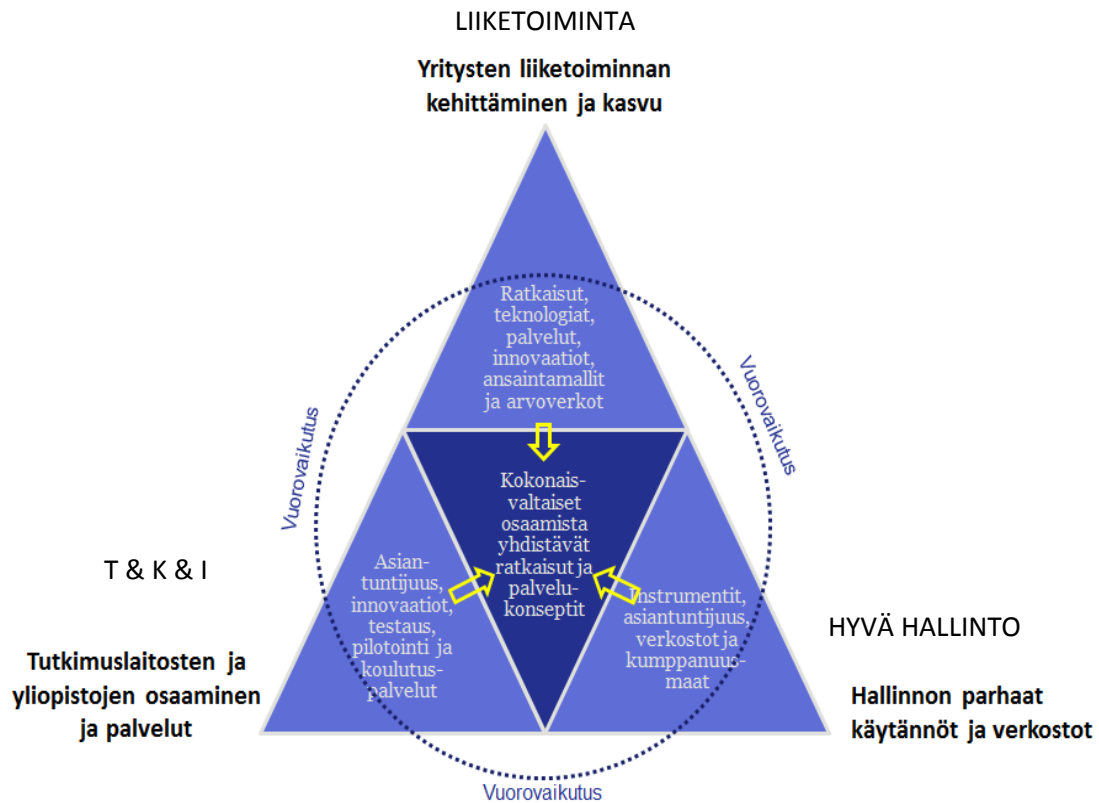 LIIKETOIMINTA
Yritysten liiketoiminnan
kehittäminen ja kasvu
Ratkaisut,
teknologiat,
palvelut,
innovaatiot,
ansaintamallit
ja arvoverkot
Vuorovaikutus
Vuorovaikutus
Kokonais-
valtaiset
osaamista
yhdistävät
ratkaisut ja
palvelu-
konseptit
T & K & I
Tutkimuslaitosten ja
yliopistojen osaaminen
ja palvelut
Asian-
tuntijuus,
innovaatiot,
testaus,
pilotointi ja
koulutus-
palvelut
Instrumentit,
asiantuntijuus,
verkostot ja
kumppanuus-
maat
HYVÄ HALLINTO
Hallinnon parhaat
käytännöt ja verkostot
Vuorovaikutus